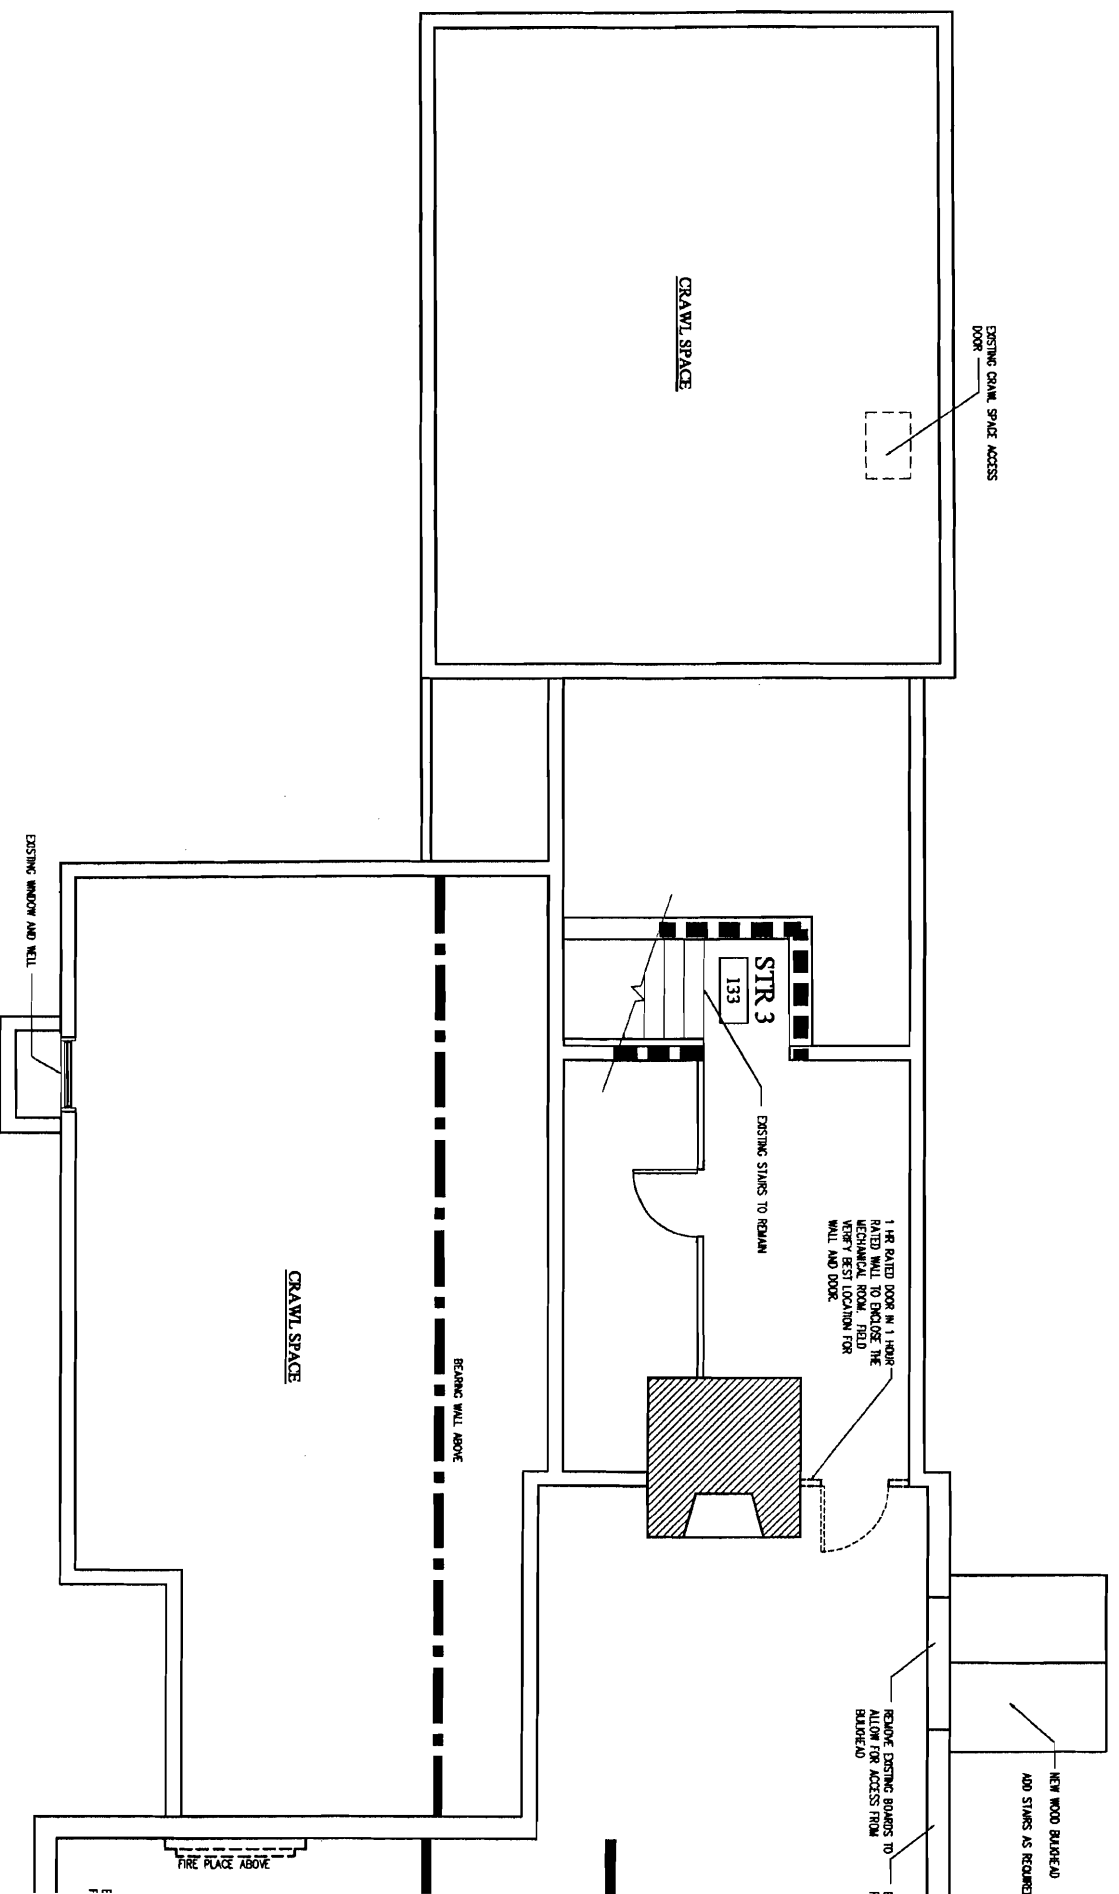 EXISTING CRAWL SPACE ACCESS
DOOR
CRAWL SPACE
EXISTING WINDOW AND WELL
STR 3
133
EXISTING STAIRS TO REMAIN
1 HR RATED DOOR IN 1 HOUR
RATED WALL TO ENCLOSE THE
MECHANICAL ROOM. FIELD
VERIFY BEST LOCATION FOR
WALL AND DOOR.
CRAWL SPACE
BEARING WALL ABOVE
REMOVE EXISTING BOARDS TO
ALLOW FOR ACCESS FROM
BULKHEAD
NEW WOOD BULKHEAD
ADD STAIRS AS REQUIRE
FIRE PLACE ABOVE